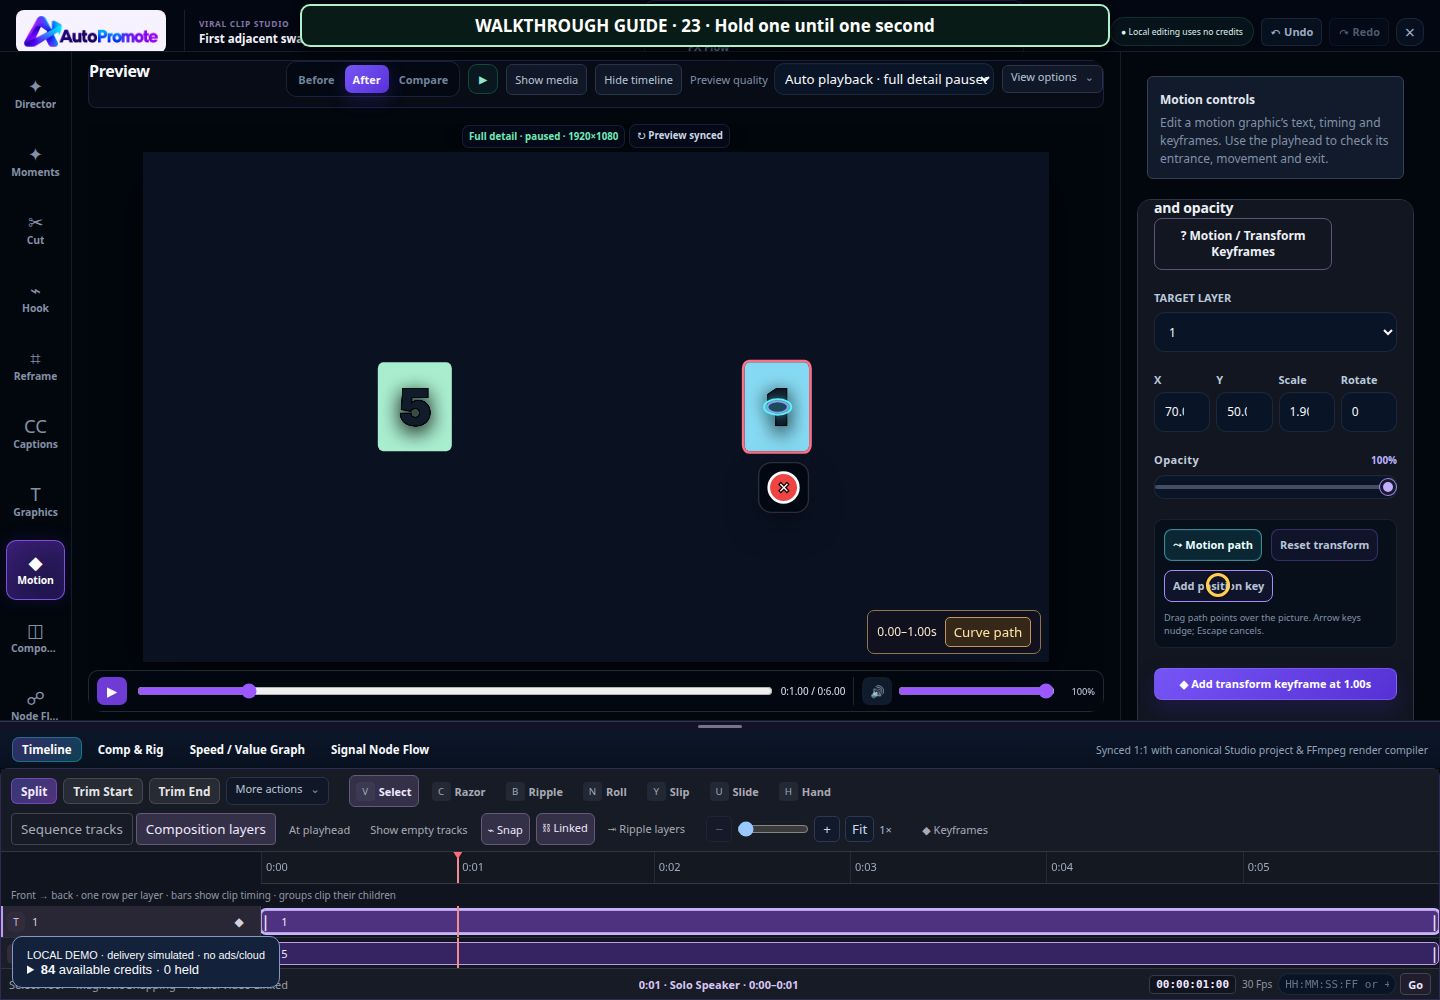 AutoPromote
VIRAL CLIP STUDIO
First adjacent swa
WALKTHROUGH GUIDE · 23 · Hold one until one second
● Local editing uses no credits
↶ Undo
↷ Redo
✕
Director
Moments
Cut
Hook
Reframe
CC
Captions
T
Graphics
Motion
Compo...
Node Fl...
Preview
Before
After
Compare
▶
Show media
Hide timeline
Preview quality
Auto playback · full detail pause
View options
Full detail · paused · 1920×1080
↻ Preview synced
5
1
0.00–1.00s
Curve path
0:1.00 / 0:6.00
100%
Motion controls
Edit a motion graphic's text, timing and
keyframes. Use the playhead to check its
entrance, movement and exit.
and opacity
? Motion / Transform
Keyframes
TARGET LAYER
1
X
Y
Scale
Rotate
70.0
50.0
1.90
0
Opacity
100%
⤳ Motion path
Reset transform
Add position key
Drag path points over the picture. Arrow keys
nudge; Escape cancels.
◆ Add transform keyframe at 1.00s
Timeline
Comp & Rig
Speed / Value Graph
Signal Node Flow
Synced 1:1 with canonical Studio project & FFmpeg render compiler
Split
Trim Start
Trim End
More actions
V Select
C Razor
B Ripple
N Roll
Y Slip
U Slide
H Hand
Sequence tracks
Composition layers
At playhead
Show empty tracks
Snap
Linked
⇥ Ripple layers
−
+
Fit
1×
◆ Keyframes
0:00
0:01
0:02
0:03
0:04
0:05
Front → back · one row per layer · bars show clip timing · groups clip their children
T 1
◆
1
5
LOCAL DEMO · delivery simulated · no ads/cloud
▶ 84 available credits · 0 held
0:01 · Solo Speaker · 0:00–0:01
00:00:01:00
30 Fps
HH:MM:SS:FF or +
Go